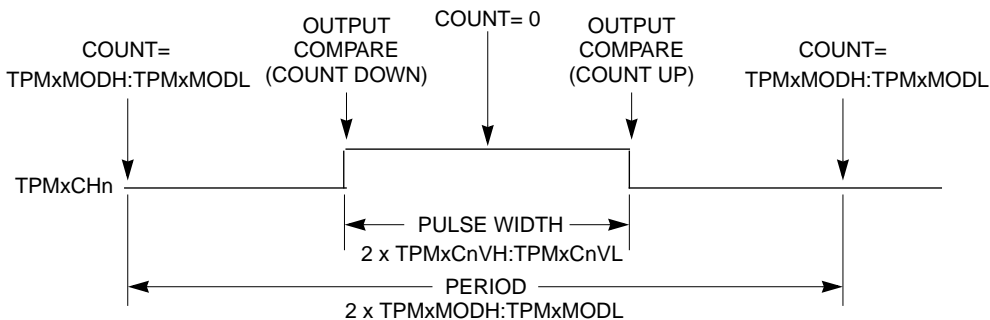 COUNT=
TPMxMODH:TPMxMODL
OUTPUT
COMPARE
(COUNT DOWN)
COUNT= 0
OUTPUT
COMPARE
(COUNT UP)
COUNT=
TPMxMODH:TPMxMODL
TPMxCHn
PULSE WIDTH
2 x TPMxCnVH:TPMxCnVL
PERIOD
2 x TPMxMODH:TPMxMODL